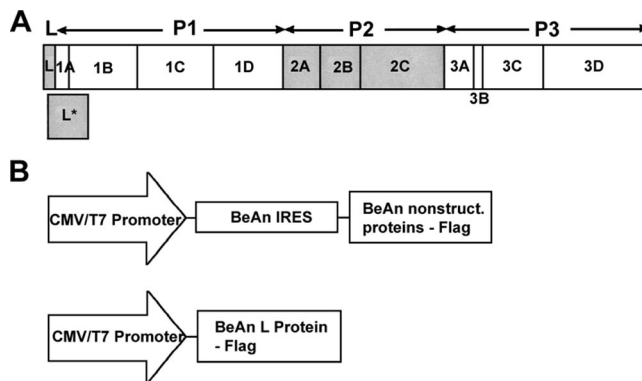 A
L P1 P2 P3
L 1A 1B 1C 1D 2A 2B 2C 3A 3C 3D
3B
L*
B
CMV/T7 Promoter BeAn IRES BeAn nonstruct.
proteins - Flag
CMV/T7 Promoter BeAn L Protein
- Flag